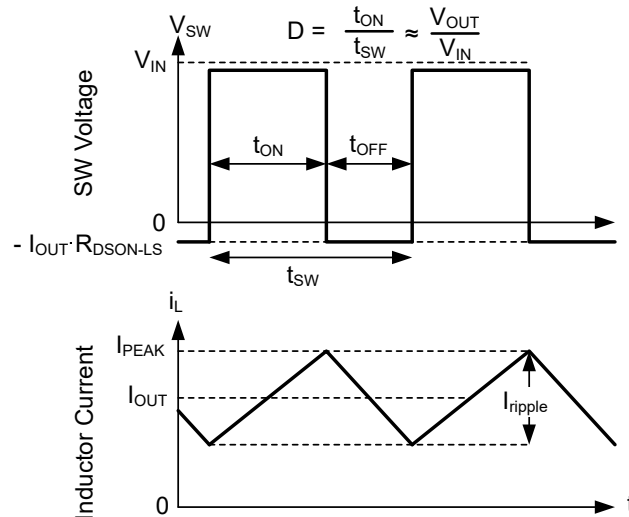 V_SW
D = t_ON / t_SW ≈ V_OUT / V_IN
V_IN
SW Voltage
t_ON
t_OFF
0
- I_OUT·R_DSON-LS
t_SW
i_L
Inductor Current
I_PEAK
I_OUT
I_ripple
0
t